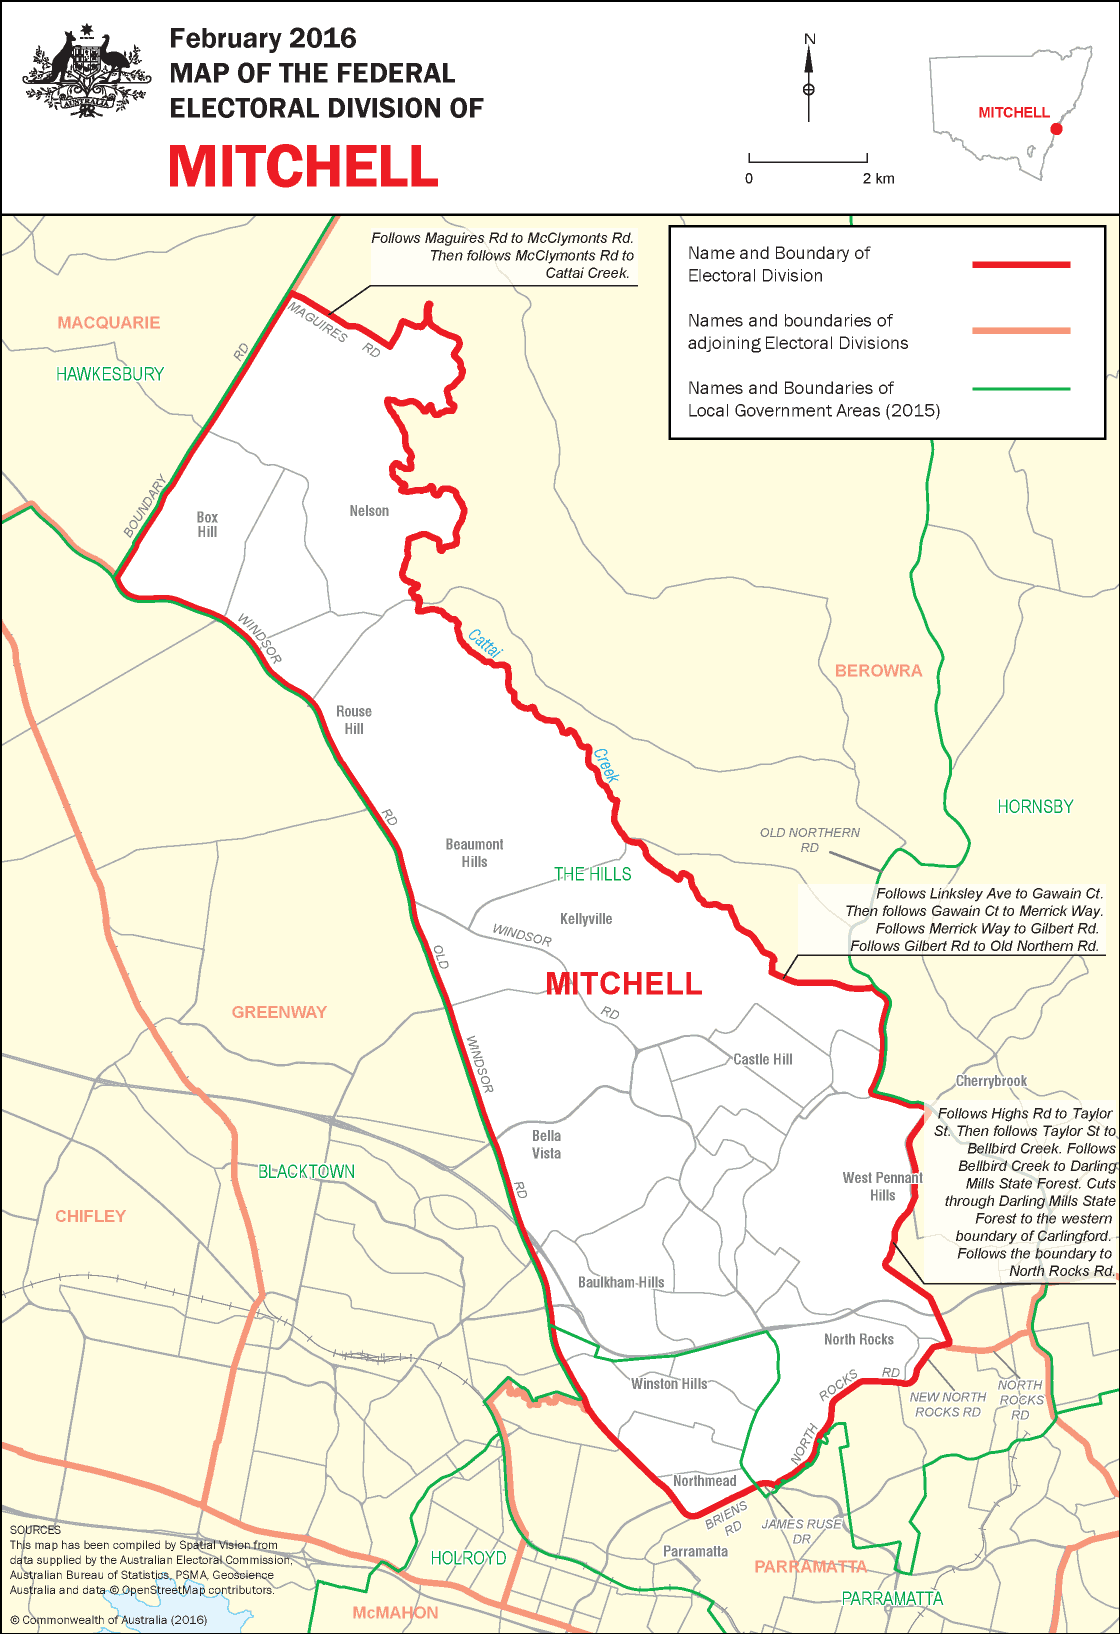 February 2016
MAP OF THE FEDERAL
ELECTORAL DIVISION OF
MITCHELL
AUSTRALIA
N
0
2 km
MITCHELL
Follows Maguires Rd to McClymonts Rd.
Then follows McClymonts Rd to
Cattai Creek.
Name and Boundary of
Electoral Division
Names and boundaries of
adjoining Electoral Divisions
Names and Boundaries of
Local Government Areas (2015)
MACQUARIE
HAWKESBURY
MAGUIRES
RD
RD
BOUNDARY
Box
Hill
Nelson
WINDSOR
Cattai
BEROWRA
Rouse
Hill
Creek
RD
HORNSBY
OLD NORTHERN
RD
Beaumont
Hills
THE HILLS
Kellyville
Follows Linksley Ave to Gawain Ct.
Then follows Gawain Ct to Merrick Way.
Follows Merrick Way to Gilbert Rd.
Follows Gilbert Rd to Old Northern Rd.
WINDSOR
OLD
MITCHELL
GREENWAY
RD
WINDSOR
Castle Hill
Cherrybrook
Follows Highs Rd to Taylor
St. Then follows Taylor St to
Bellbird Creek. Follows
Bellbird Creek to Darling
Mills State Forest. Cuts
through Darling Mills State
Forest to the western
boundary of Carlingford.
Follows the boundary to
North Rocks Rd.
Bella
Vista
BLACKTOWN
West Pennant
Hills
RD
CHIFLEY
Baulkham Hills
North Rocks
Winston Hills
ROCKS
RD
NORTH
NEW NORTH
ROCKS RD
NORTH
ROCKS
RD
Northmead
BRIENS
RD
JAMES RUSE
DR
Parramatta
PARRAMATTA
PARRAMATTA
HOLROYD
McMAHON
SOURCES
This map has been compiled by Spatial Vision from
data supplied by the Australian Electoral Commission,
Australian Bureau of Statistics, PSMA, Geoscience
Australia and data © OpenStreetMap contributors.
© Commonwealth of Australia (2016)